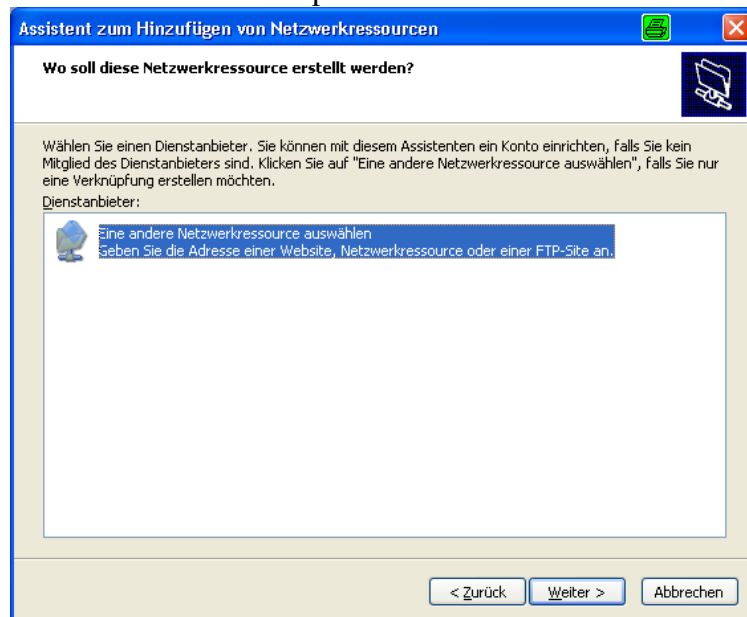 Assistent zum Hinzufügen von Netzwerkressourcen
Wo soll diese Netzwerkressource erstellt werden?
Wählen Sie einen Dienstanbieter. Sie können mit diesem Assistenten ein Konto einrichten, falls Sie kein
Mitglied des Dienstanbieters sind. Klicken Sie auf "Eine andere Netzwerkressource auswählen", falls Sie nur
eine Verknüpfung erstellen möchten.
Dienstanbieter:
Eine andere Netzwerkressource auswählen
Geben Sie die Adresse einer Website, Netzwerkressource oder einer FTP-Site an.
< Zurück Weiter > Abbrechen